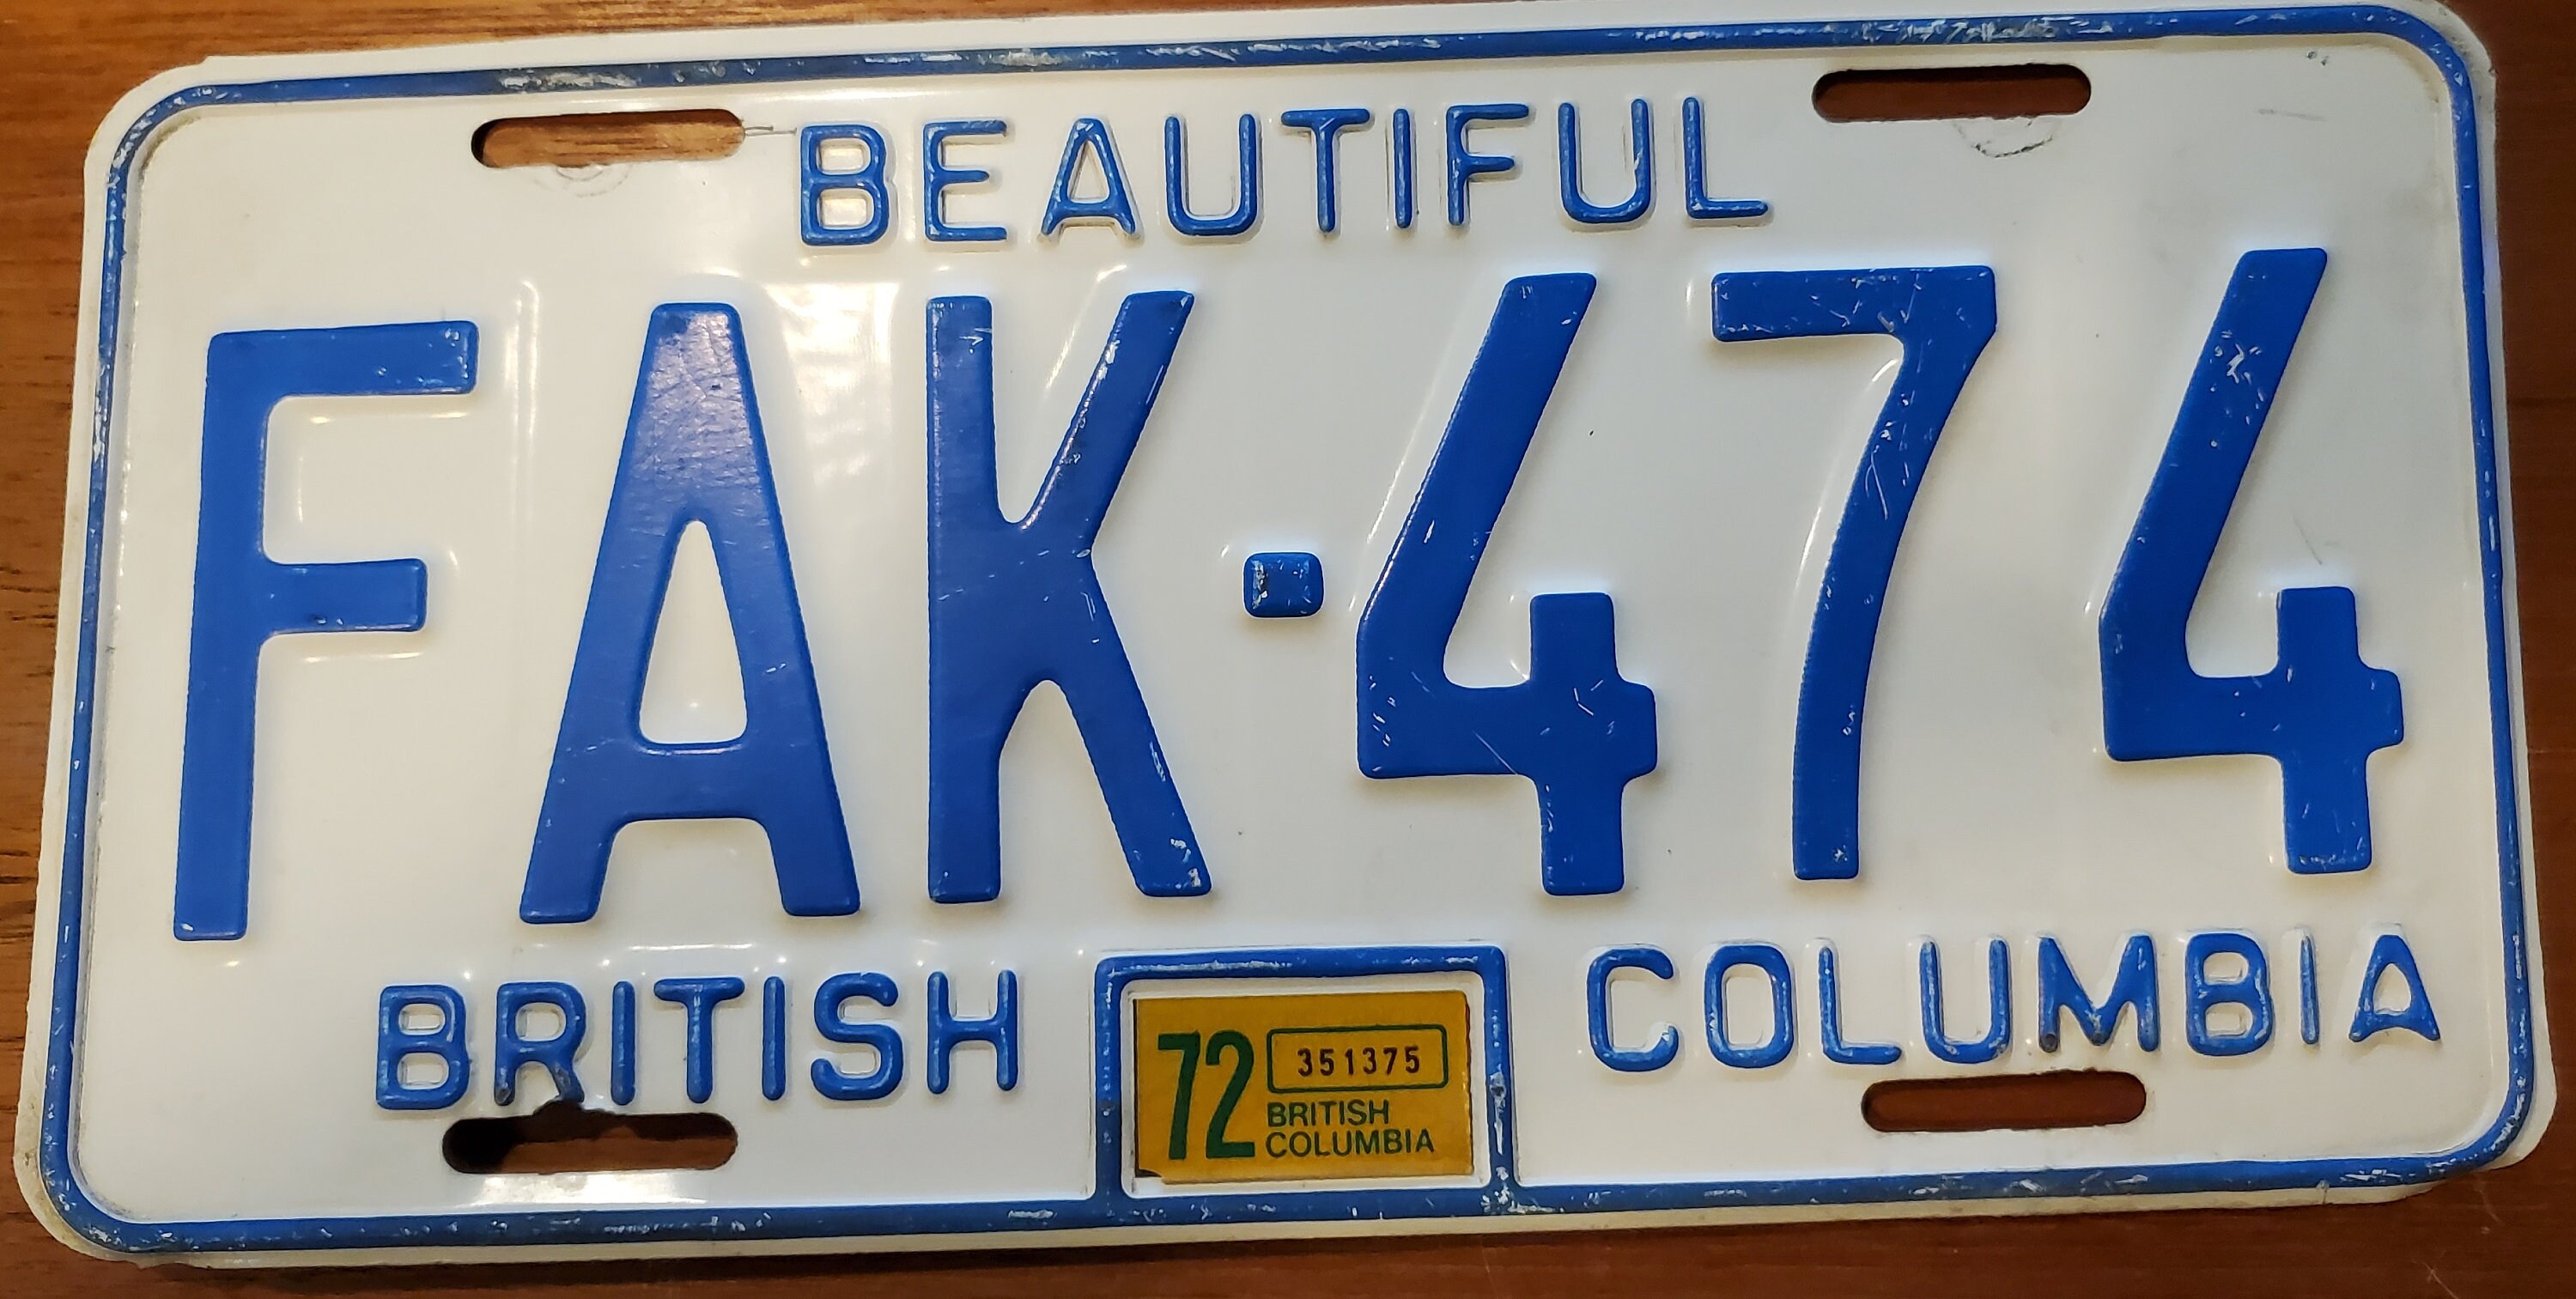 BEAUTIFUL
FAK·474
BRITISH COLUMBIA
72 351375
BRITISH
COLUMBIA